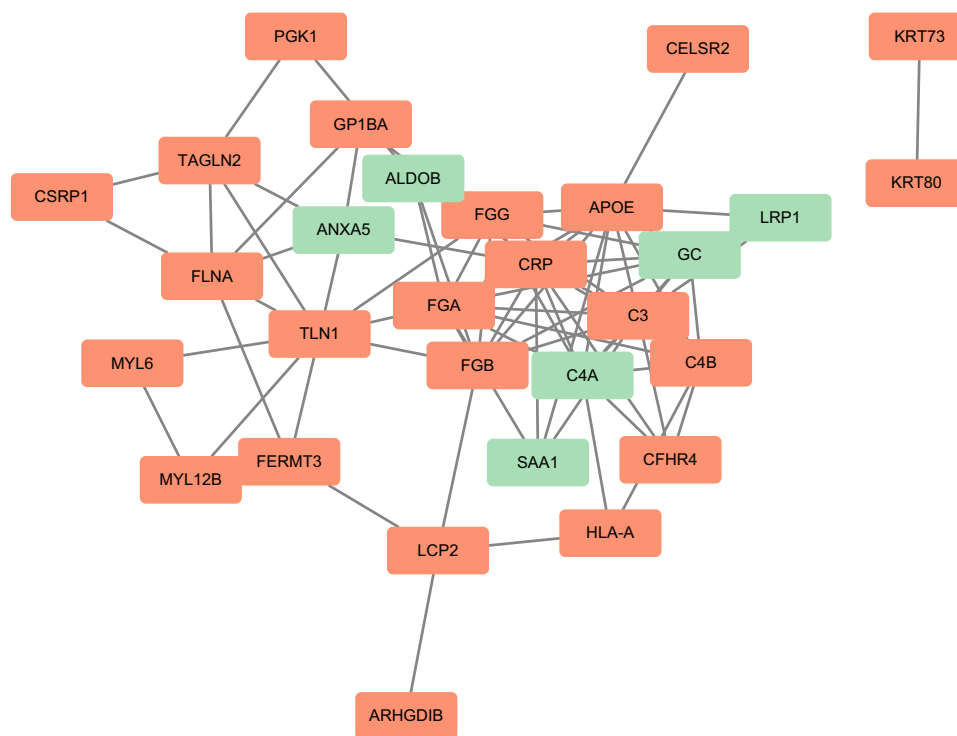 PGK1
KRT73
CELSR2
GP1BA
TAGLN2
ALDOB
KRT80
CSRP1
FGG
APOE
LRP1
ANXA5
GC
CRP
FLNA
FGA
C3
TLN1
MYL6
FGB
C4A
C4B
FERMT3
SAA1
CFHR4
MYL12B
HLA-A
LCP2
ARHGDIB